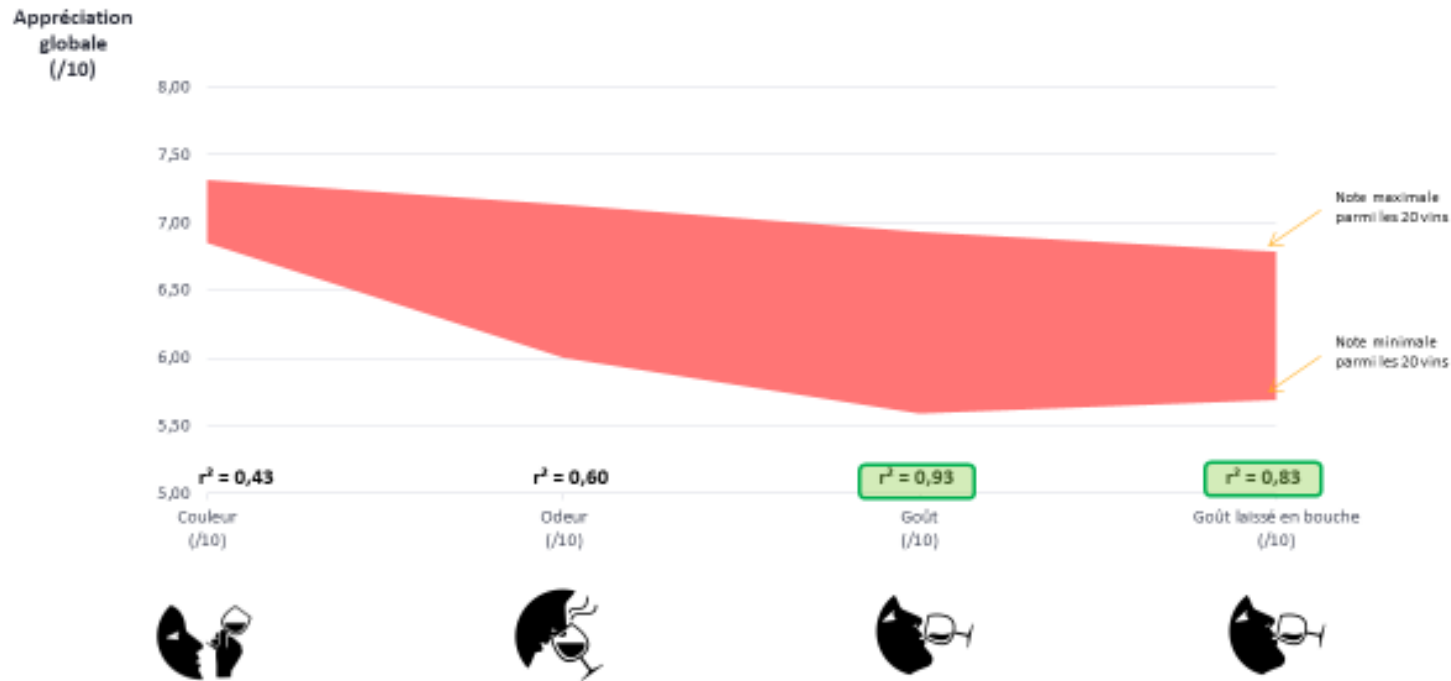 Appréciation
globale
(/10)
8,00
7,50
7,00
6,50
6,00
5,50
5,00
Note maximale
parmi les 20 vins
Note minimale
parmi les 20 vins
r² = 0,43
r² = 0,60
r² = 0,93
r² = 0,83
Couleur
(/10)
Odeur
(/10)
Goût
(/10)
Goût laissé en bouche
(/10)